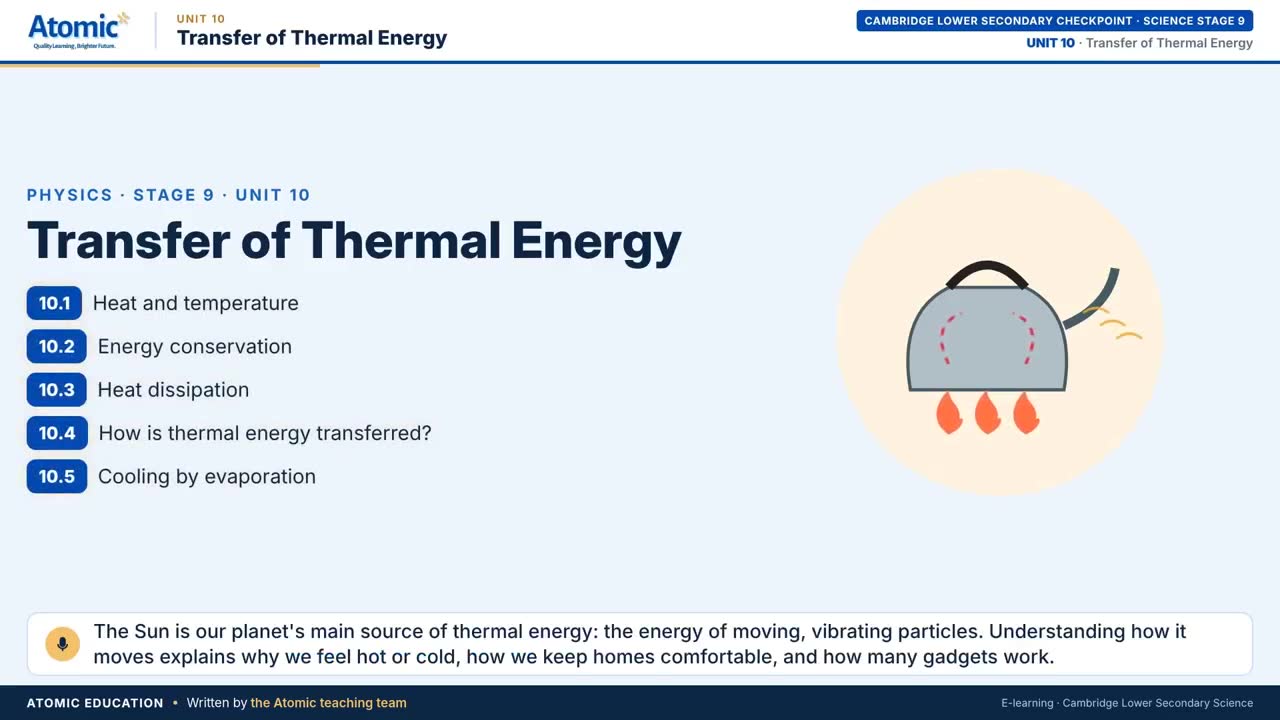 Atomic
Quality Learning, Brighter Future.
UNIT 10
Transfer of Thermal Energy
CAMBRIDGE LOWER SECONDARY CHECKPOINT · SCIENCE STAGE 9
UNIT 10 · Transfer of Thermal Energy
PHYSICS · STAGE 9 · UNIT 10
Transfer of Thermal Energy
10.1 Heat and temperature
10.2 Energy conservation
10.3 Heat dissipation
10.4 How is thermal energy transferred?
10.5 Cooling by evaporation
The Sun is our planet's main source of thermal energy: the energy of moving, vibrating particles. Understanding how it
moves explains why we feel hot or cold, how we keep homes comfortable, and how many gadgets work.
ATOMIC EDUCATION • Written by the Atomic teaching team
E-learning · Cambridge Lower Secondary Science